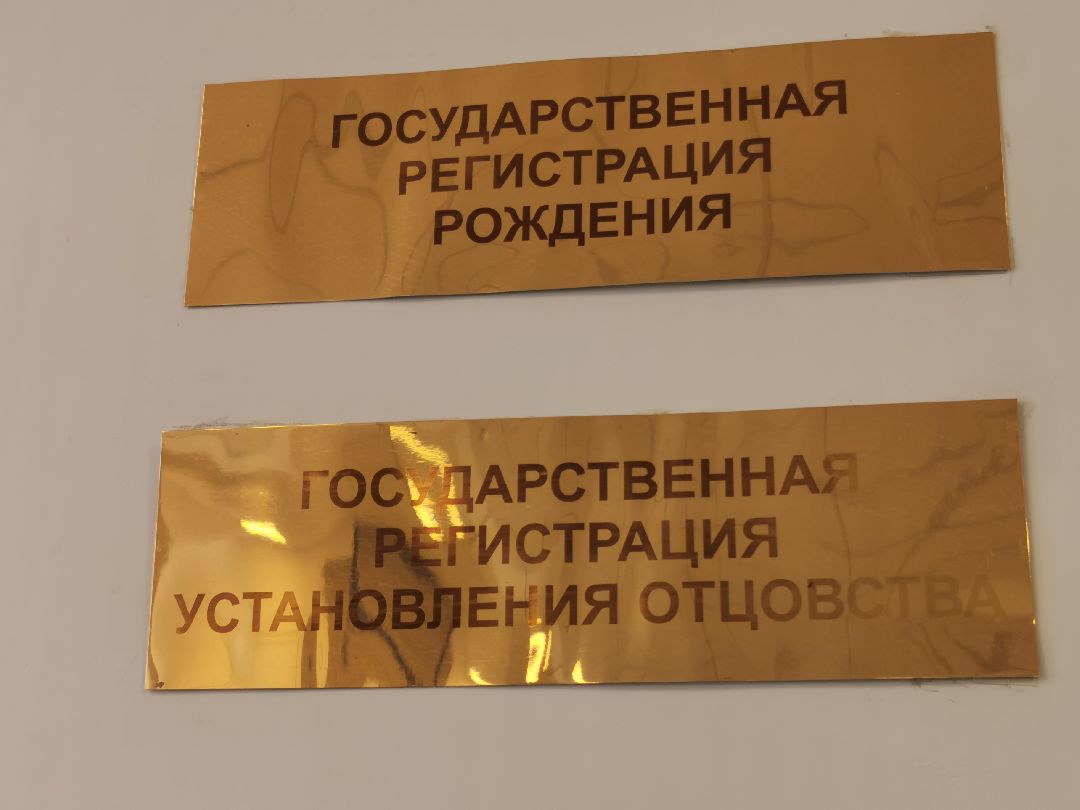 ГОСУДАРСТВЕННАЯ
РЕГИСТРАЦИЯ
РОЖДЕНИЯ
ГОСУДАРСТВЕННАЯ
РЕГИСТРАЦИЯ
УСТАНОВЛЕНИЯ ОТЦОВСТВА